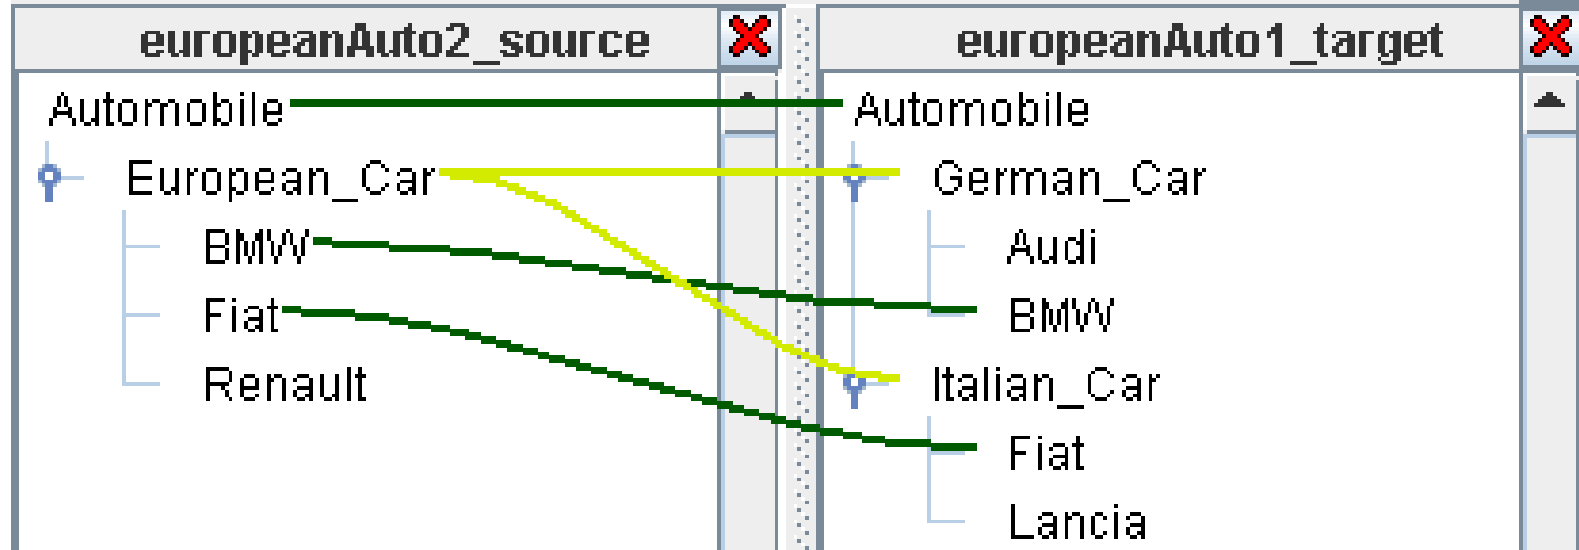 europeanAuto2_source
Automobile
European_Car
BMW
Fiat
Renault
europeanAuto1_target
Automobile
German_Car
Audi
BMW
Italian_Car
Fiat
Lancia